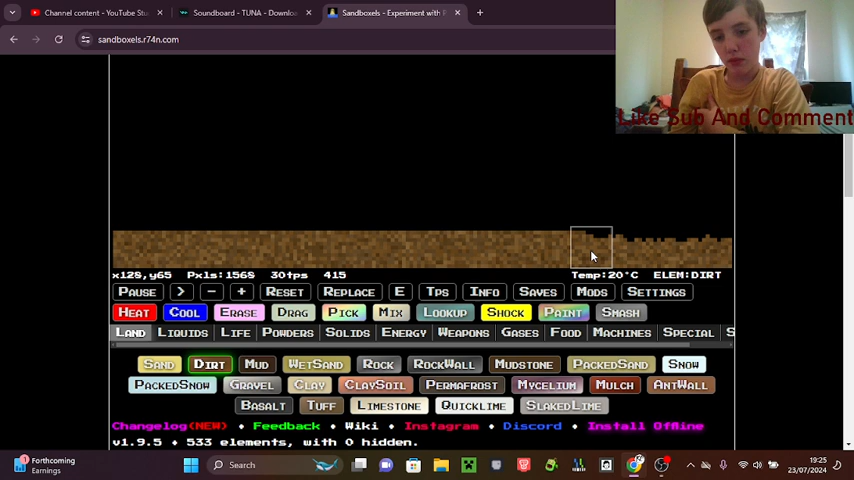 Channel content - YouTube Stu
Soundboard - TUNA - Downlo
Sandboxels - Experiment with
sandboxels.r74n.com
Like Sub And Comment
x128,y65 Pxls:1568 30tps 415 Temp:20°C ELEM:DIRT
PAUSE > - + RESET REPLACE E TPS INFO SAVES MODS SETTINGS
HEAT COOL ERASE DRAG PICK MIX LOOKUP SHOCK PAINT SMASH
LAND LIQUIDS LIFE POWDERS SOLIDS ENERGY WEAPONS GASES FOOD MACHINES SPECIAL S
SAND DIRT MUD WETSAND ROCK ROCKWALL MUDSTONE PACKEDSAND SNOW
PACKEDSNOW GRAVEL CLAY CLAYSOIL PERMAFROST MYCELIUM MULCH ANTWALL
BASALT TUFF LIMESTONE QUICKLIME SLAKEDLIME
Changelog(NEW) • Feedback • Wiki • Instagram • Discord • Install Offline
v1.9.5 • 533 elements, with 0 hidden.
Forthcoming
Earnings
Search
19:25
23/07/2024